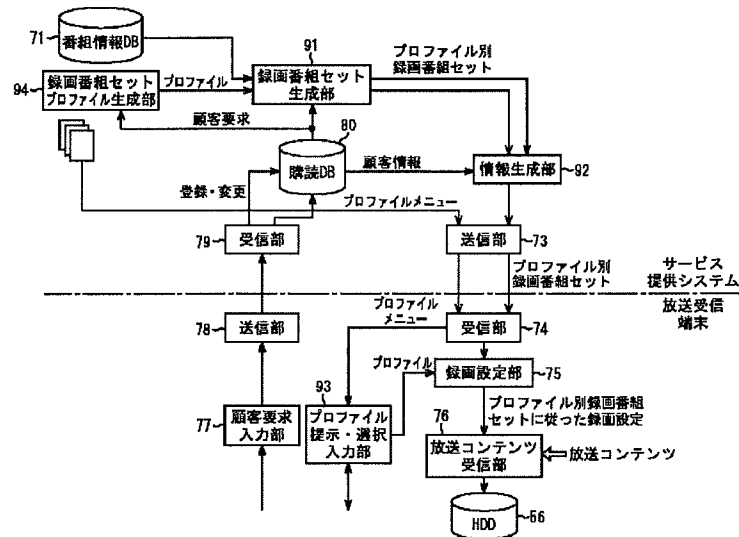 71
番組情報DB
91
録画番組セット
生成部
プロファイル別
録画番組セット
94
録画番組セット
プロファイル生成部
プロファイル
顧客要求
80
購読DB
顧客情報
情報生成部
92
登録・変更
プロファイルメニュー
79
受信部
送信部
73
プロファイル別
録画番組セット
サービス
提供システム
放送受信
端末
78
送信部
プロファイル
メニュー
受信部
74
プロファイル
録画設定部
75
77
顧客要求
入力部
93
プロファイル
提示・選択
入力部
プロファイル別録画番組
セットに従った録画設定
76
放送コンテンツ
受信部
放送コンテンツ
HDD
56